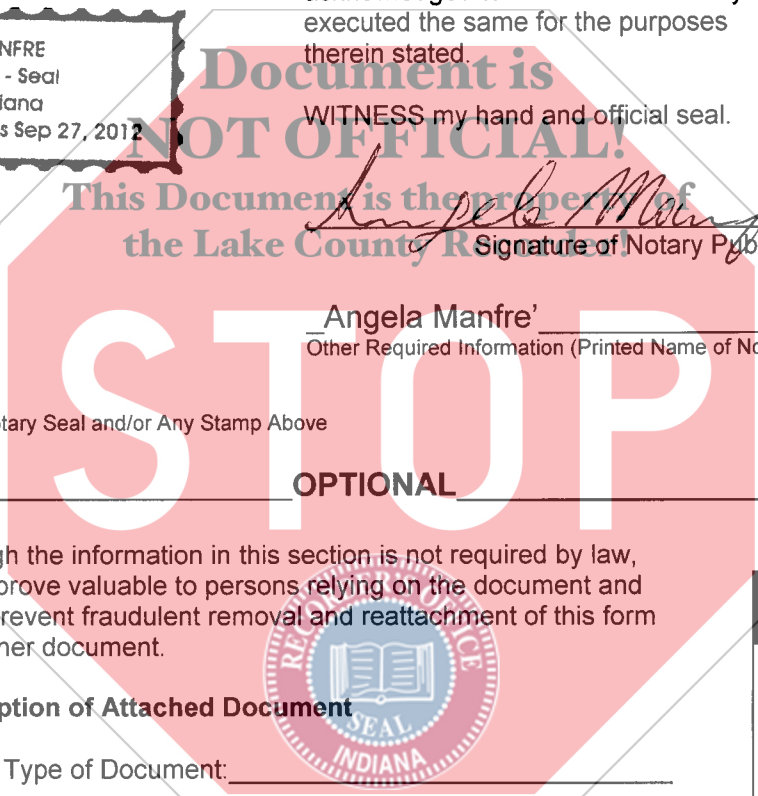 executed the same for the purposes
therein stated.
NFRE
- Seal
iana
s Sep 27, 2012
WITNESS my hand and official seal.
Document is
NOT OFFICIAL!
This Document is the property of
the Lake County Recorder!
Angela Manf
Signature of Notary Pub
_Angela Manfre'
Other Required Information (Printed Name of No
STOP
tary Seal and/or Any Stamp Above
OPTIONAL
gh the information in this section is not required by law,
prove valuable to persons relying on the document and
revent fraudulent removal and reattachment of this form
her document.
ption of Attached Document
Type of Document:
RECORDER'S OFFICE
SEAL
INDIANA